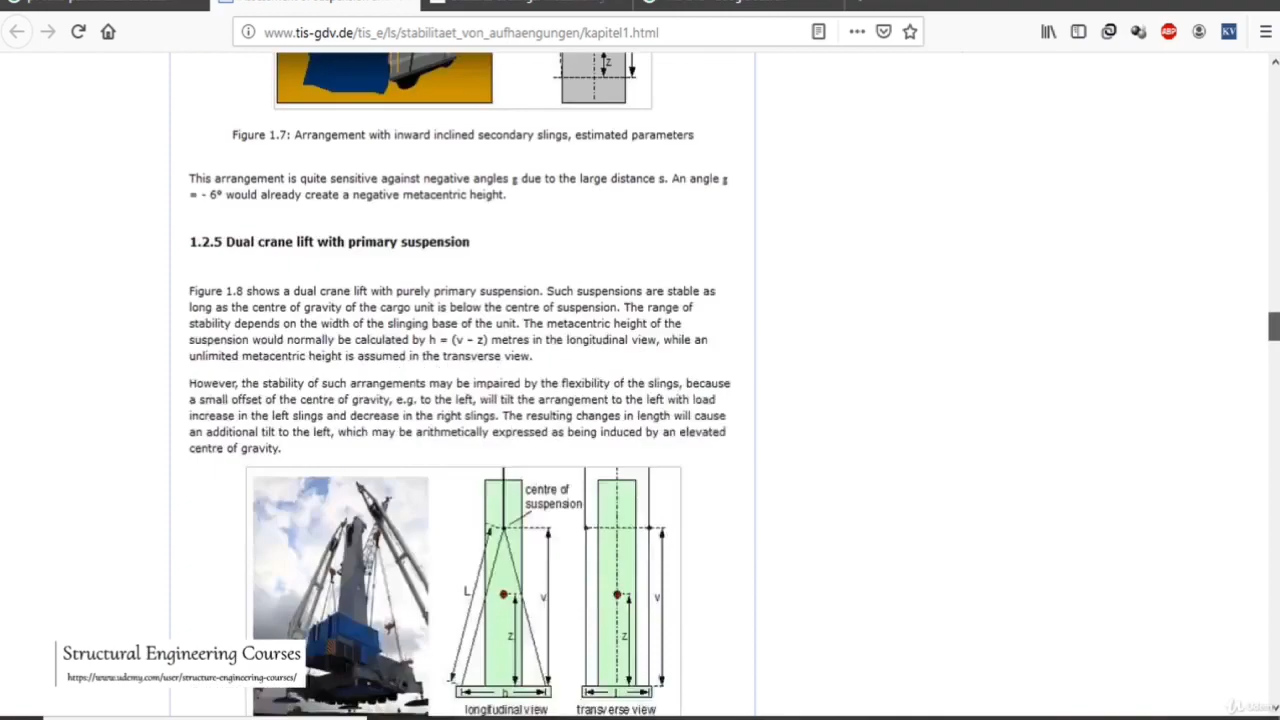 www.tis-gdv.de/tis_e/ls/stabilitaet_von_aufhaengungen/kapitel1.html
ABP
KV
z
Figure 1.7: Arrangement with inward inclined secondary slings, estimated parameters
This arrangement is quite sensitive against negative angles g due to the large distance s. An angle g
= - 6° would already create a negative metacentric height.
1.2.5 Dual crane lift with primary suspension
Figure 1.8 shows a dual crane lift with purely primary suspension. Such suspensions are stable as
long as the centre of gravity of the cargo unit is below the centre of suspension. The range of
stability depends on the width of the slinging base of the unit. The metacentric height of the
suspension would normally be calculated by h = (v – z) metres in the longitudinal view, while an
unlimited metacentric height is assumed in the transverse view.
However, the stability of such arrangements may be impaired by the flexibility of the slings, because
a small offset of the centre of gravity, e.g. to the left, will tilt the arrangement to the left with load
increase in the left slings and decrease in the right slings. The resulting changes in length will cause
an additional tilt to the left, which may be arithmetically expressed as being induced by an elevated
centre of gravity.
centre of
suspension
L
v
v
z
z
b
l
longitudinal view
transverse view
Structural Engineering Courses
https://www.udemy.com/user/structure-engineering-courses/
Udemy